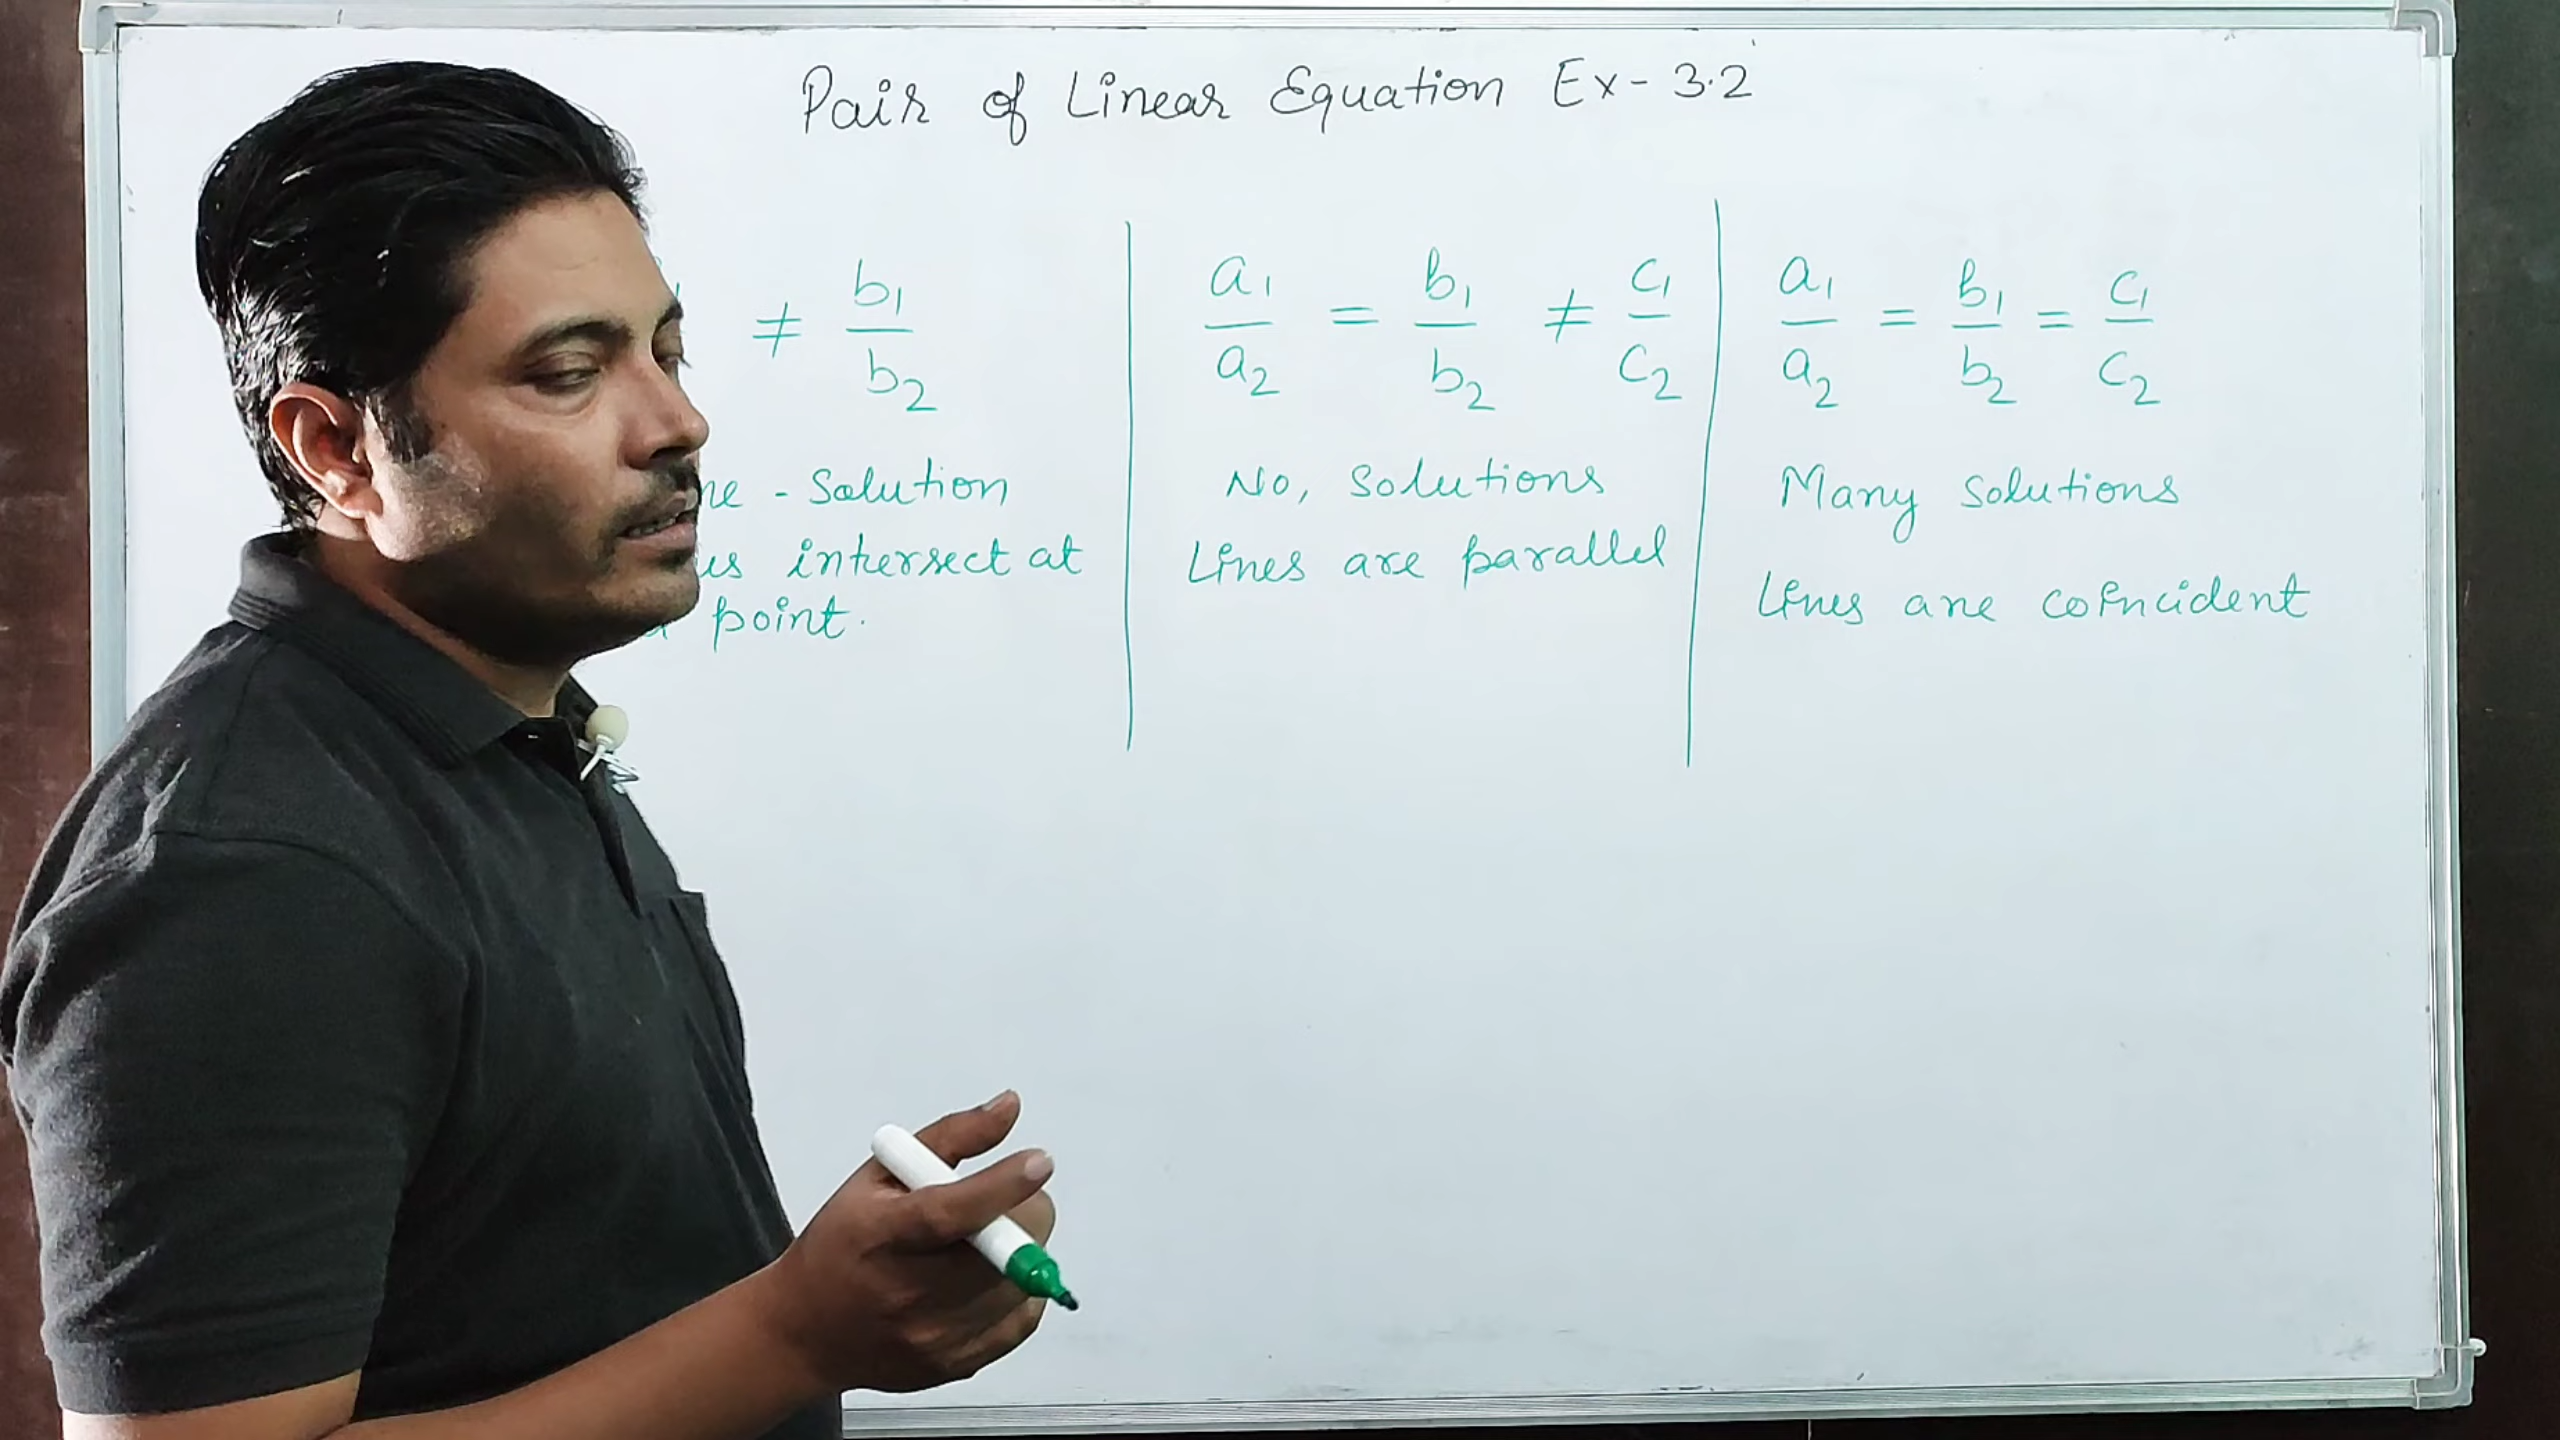 Pair of Linear Equation Ex- 3.2
≠ b1/b2
- Solution
intersect at
point.
a1/a2 = b1/b2 ≠ c1/c2
No, Solutions
Lines are parallel
a1/a2 = b1/b2 = c1/c2
Many Solutions
Lines are coincident